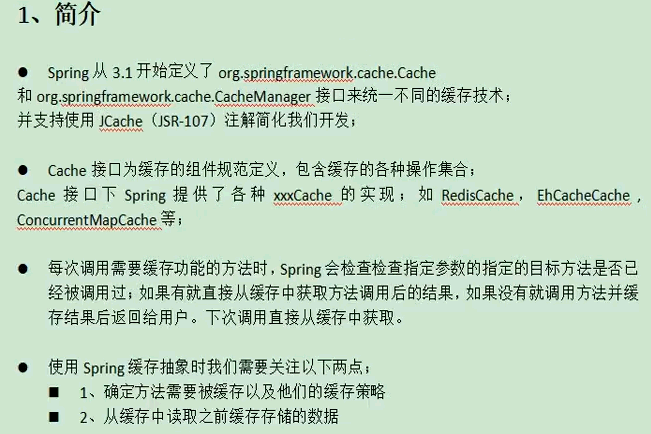 1、简介
● Spring 从 3.1 开始定义了 org.springframework.cache.Cache
和 org.springframework.cache.CacheManager 接口来统一不同的缓存技术；
并支持使用 JCache（JSR-107）注解简化我们开发；
● Cache 接口为缓存的组件规范定义，包含缓存的各种操作集合；
Cache 接口下 Spring 提供了各种 xxxCache 的实现；如 RedisCache，EhCacheCache ,
ConcurrentMapCache 等；
● 每次调用需要缓存功能的方法时，Spring 会检查检查指定参数的指定的目标方法是否已
经被调用过；如果有就直接从缓存中获取方法调用后的结果，如果没有就调用方法并缓
存结果后返回给用户。下次调用直接从缓存中获取。
● 使用 Spring 缓存抽象时我们需要关注以下两点；
■ 1、确定方法需要被缓存以及他们的缓存策略
■ 2、从缓存中读取之前缓存存储的数据